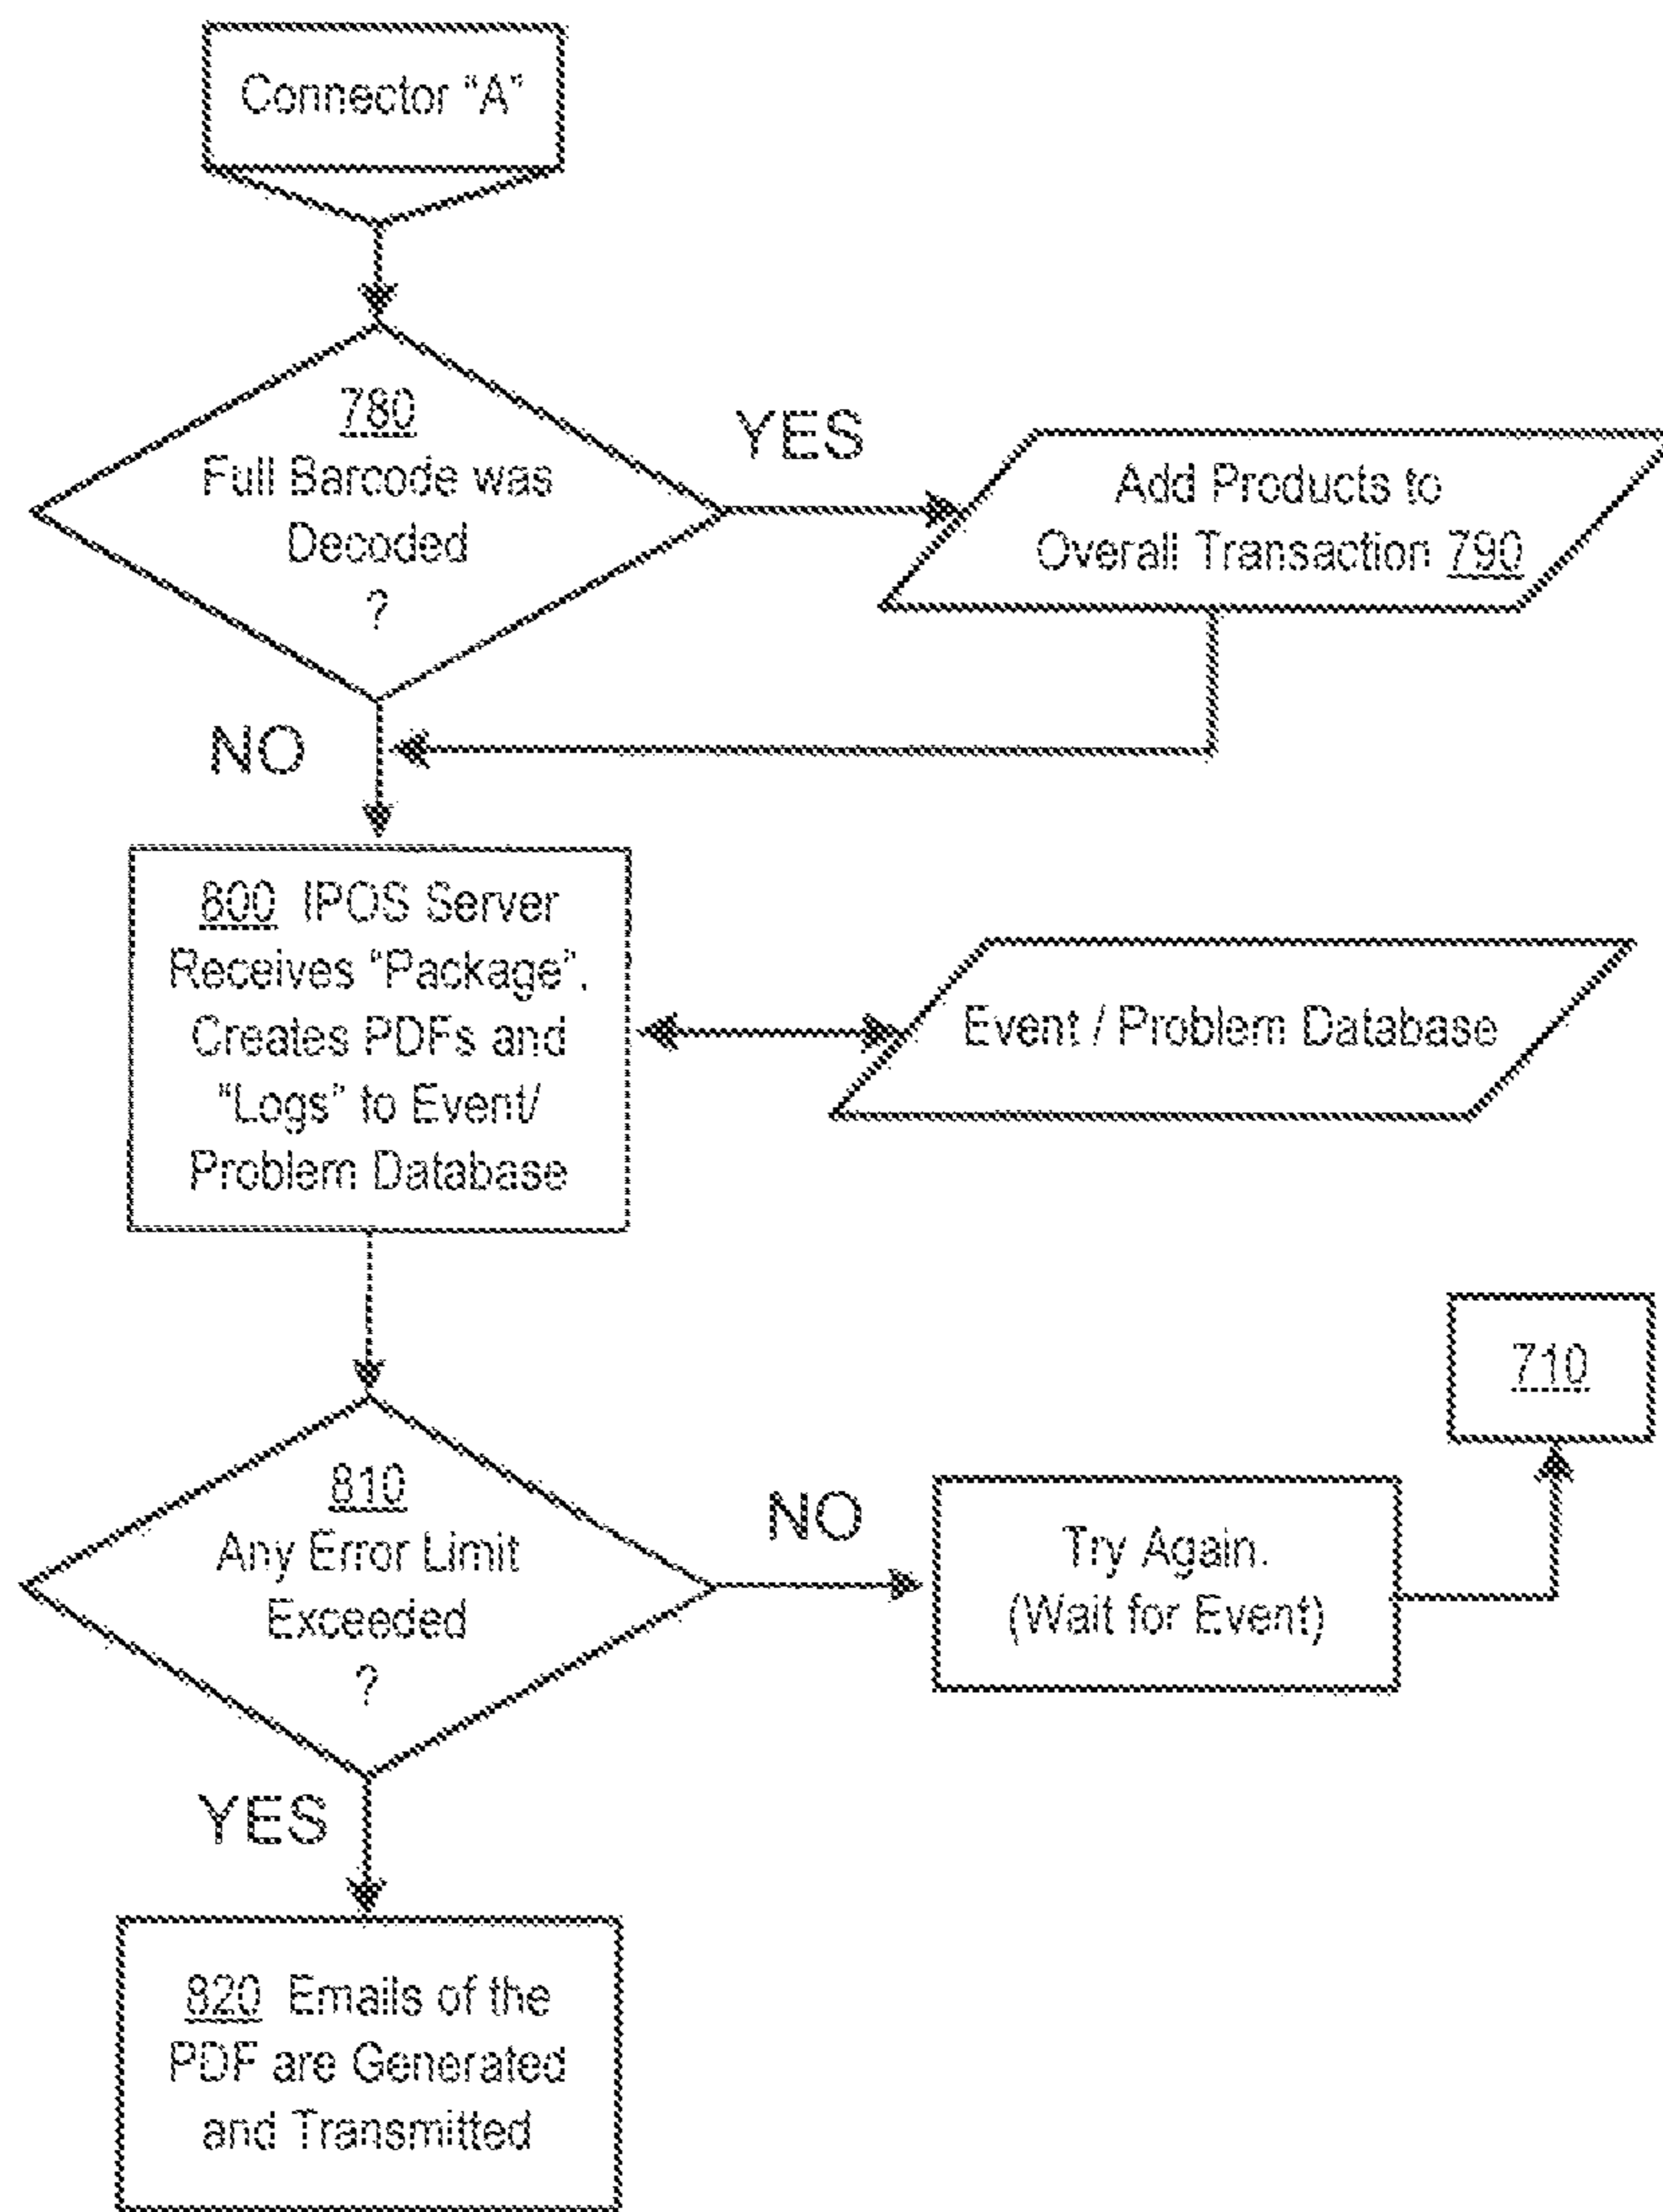 Connector “A”
780
Full Barcode was
Decoded
?
YES
Add Products to
Overall Transaction 790
NO
800 IPOS Server
Receives “Package”.
Creates PDFs and
“Logs” to Event/
Problem Database
Event / Problem Database
710
810
Any Error Limit
Exceeded
?
NO
Try Again.
(Wait for Event)
YES
820 Emails of the
PDF are Generated
and Transmitted